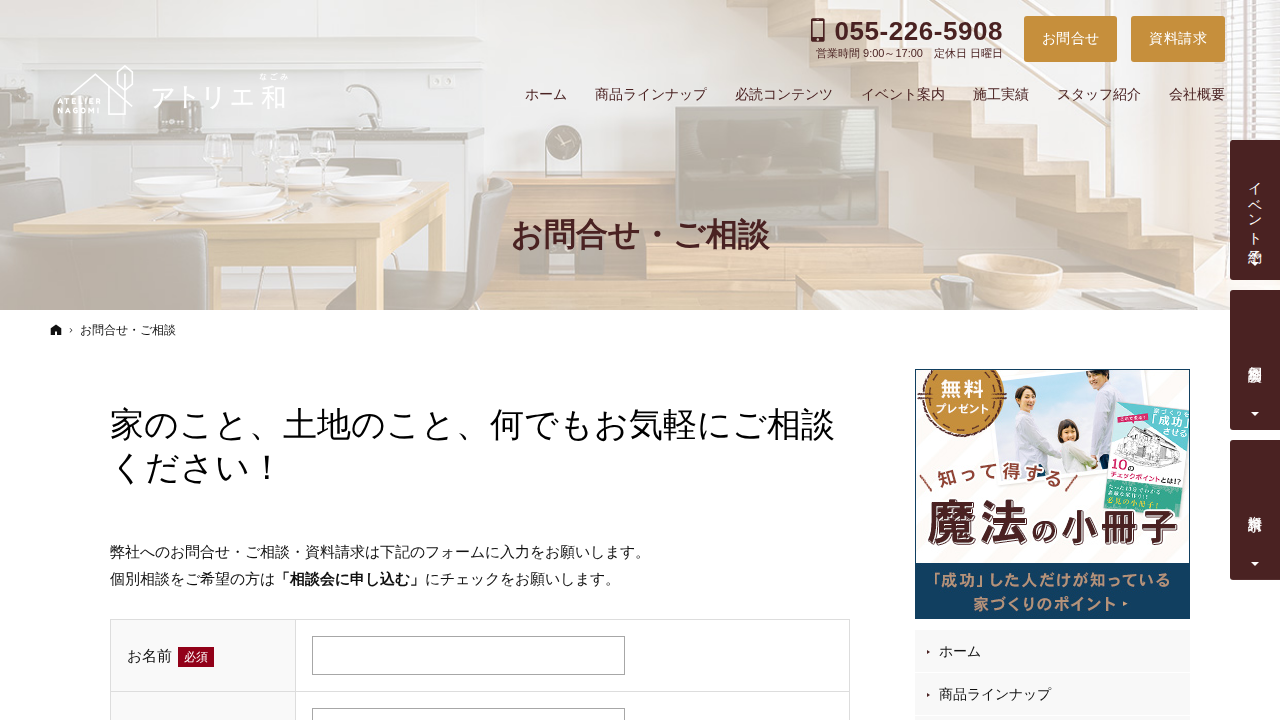 055-226-5908
営業時間 9:00～17:00　定休日 日曜日
お問合せ
資料請求
なごみ
ATELIER
NAGOMI
アトリエ和
ホーム
商品ラインナップ
必読コンテンツ
イベント案内
施工実績
スタッフ紹介
会社概要
お問合せ・ご相談
イベント予約
個別相談
資料請求
お問合せ・ご相談
家のこと、土地のこと、何でもお気軽にご相談
ください！
弊社へのお問合せ・ご相談・資料請求は下記のフォームに入力をお願いします。
個別相談をご希望の方は「相談会に申し込む」にチェックをお願いします。
お名前 必須
無料
プレゼント
家づくりを
「成功」
させる
10の
チェックポイントとは!?
必見の小冊子!
知って得する
魔法の小冊子
「成功」した人だけが知っている
家づくりのポイント
ホーム
商品ラインナップ